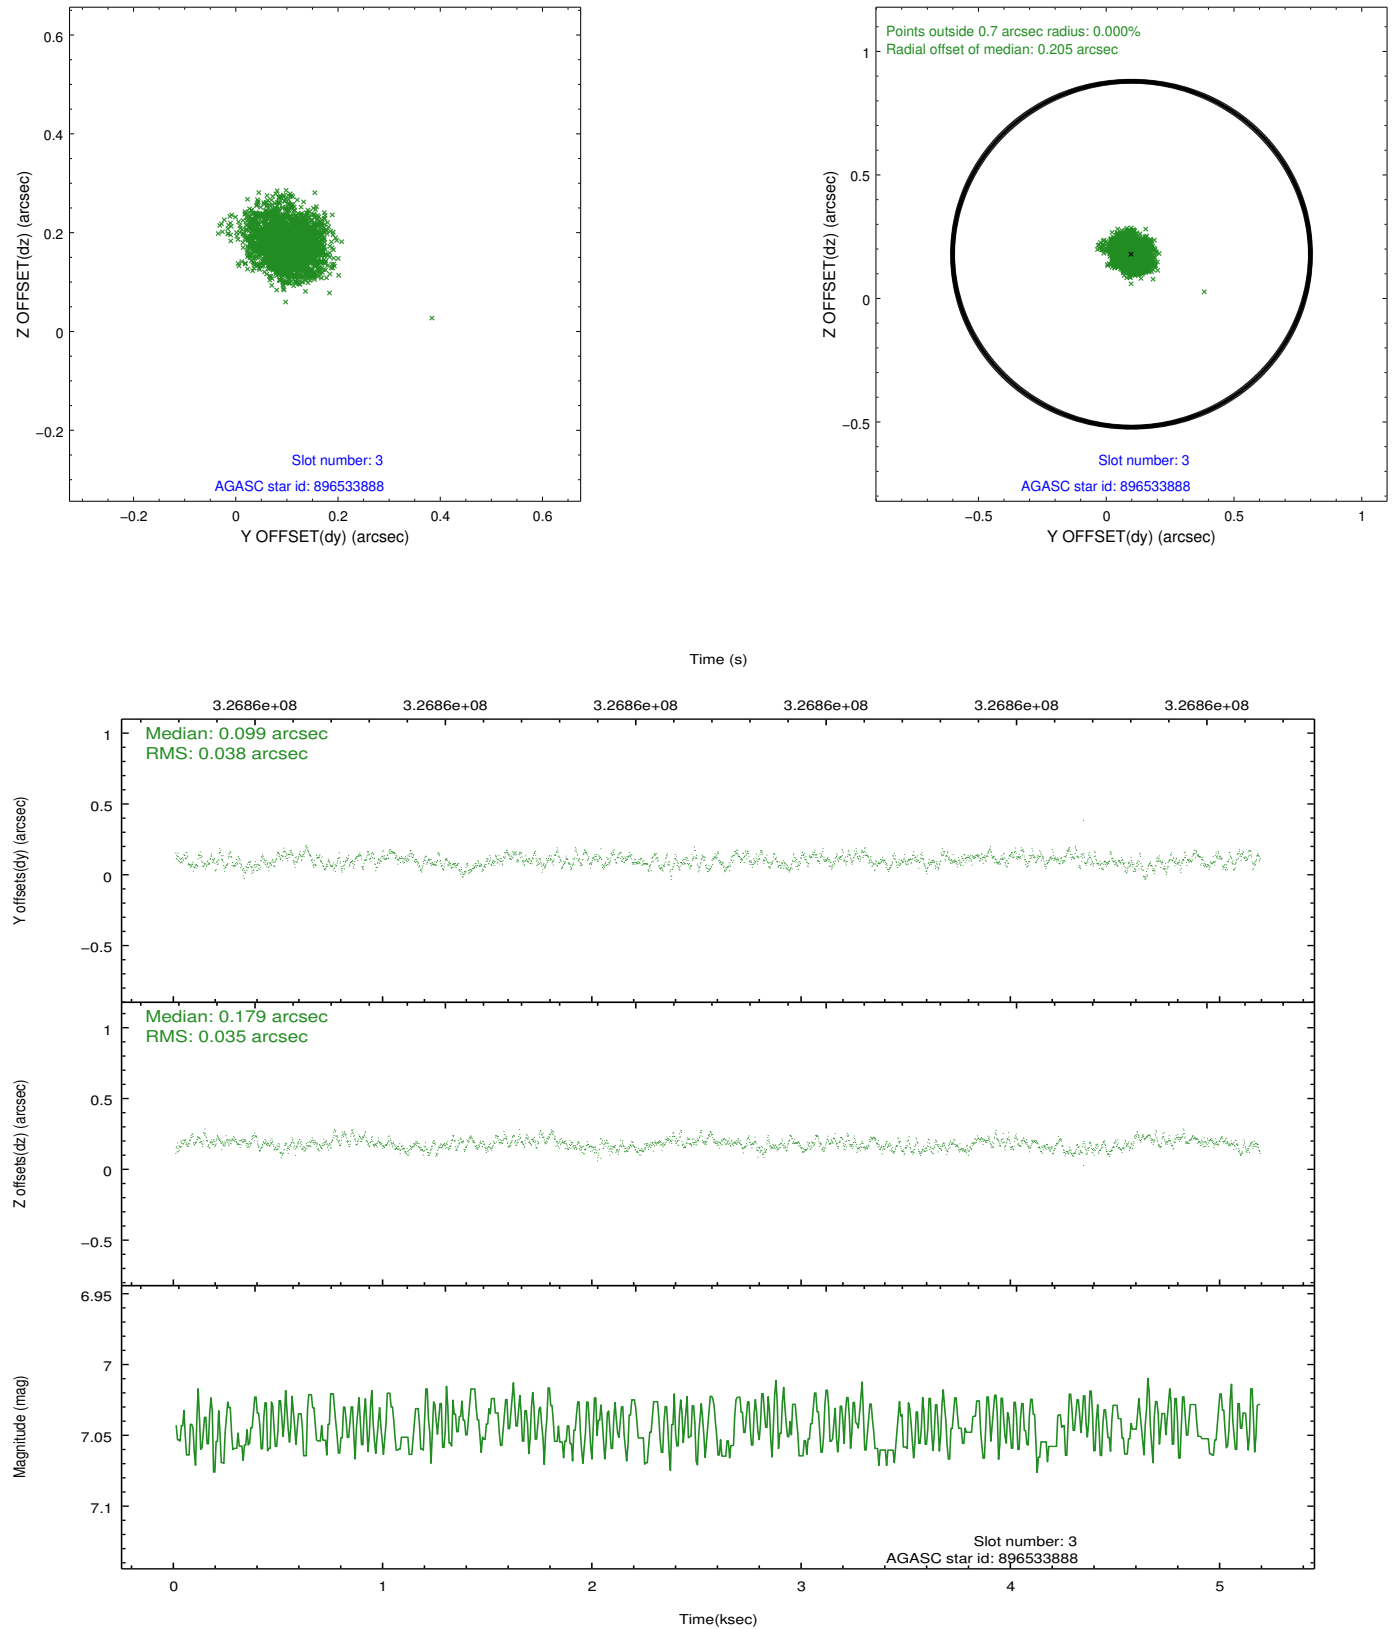 0.6
0.4
0.2
0
−0.2
Z OFFSET(dz) (arcsec)
Slot number: 3
AGASC star id: 896533888
−0.2 0 0.2 0.4 0.6
Y OFFSET(dy) (arcsec)
Points outside 0.7 arcsec radius: 0.000%
Radial offset of median: 0.205 arcsec
1
0.5
0
−0.5
Z OFFSET(dz) (arcsec)
Slot number: 3
AGASC star id: 896533888
−0.5 0 0.5 1
Y OFFSET(dy) (arcsec)
Time (s)
3.2686e+08 3.2686e+08 3.2686e+08 3.2686e+08 3.2686e+08 3.2686e+08
Median: 0.099 arcsec
RMS: 0.038 arcsec
1
0.5
0
−0.5
Y offsets(dy) (arcsec)
Median: 0.179 arcsec
RMS: 0.035 arcsec
1
0.5
0
−0.5
Z offsets(dz) (arcsec)
6.95
7
7.05
7.1
Magnitude (mag)
Slot number: 3
AGASC star id: 896533888
0 1 2 3 4 5
Time(ksec)